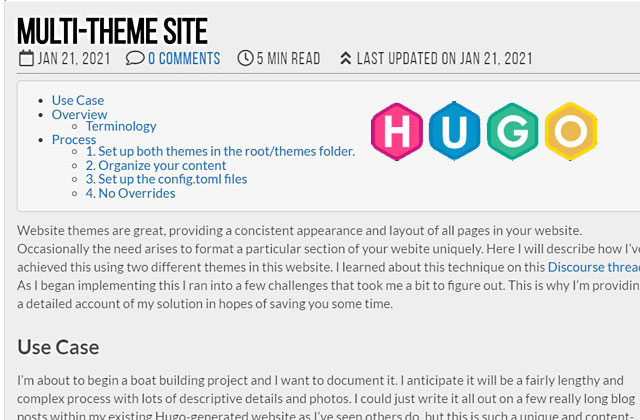 MULTI-THEME SITE
JAN 21, 2021 0 COMMENTS 5 MIN READ LAST UPDATED ON JAN 21, 2021
Use Case
Overview
Terminology
Process
1. Set up both themes in the root/themes folder.
2. Organize your content
3. Set up the config.toml files
4. No Overrides
HUGO
Website themes are great, providing a concistent appearance and layout of all pages in your website.
Occasionally the need arises to format a particular section of your webite uniquely. Here I will describe how I've
achieved this using two different themes in this website. I learned about this technique on this Discourse
As I began implementing this I ran into a few challenges that took me a bit to figure out. This is why I'm
a detailed account of my solution in hopes of saving you some time.
Use Case
I'm about to begin a boat building project and I want to document it. I anticipate it will be a fairly lengthy and
complex process with lots of descriptive details and photos. I could just write it all out on a few really long blog
posts within my existing Hugo-generated website as I've seen others do, but this is such a unique and content-